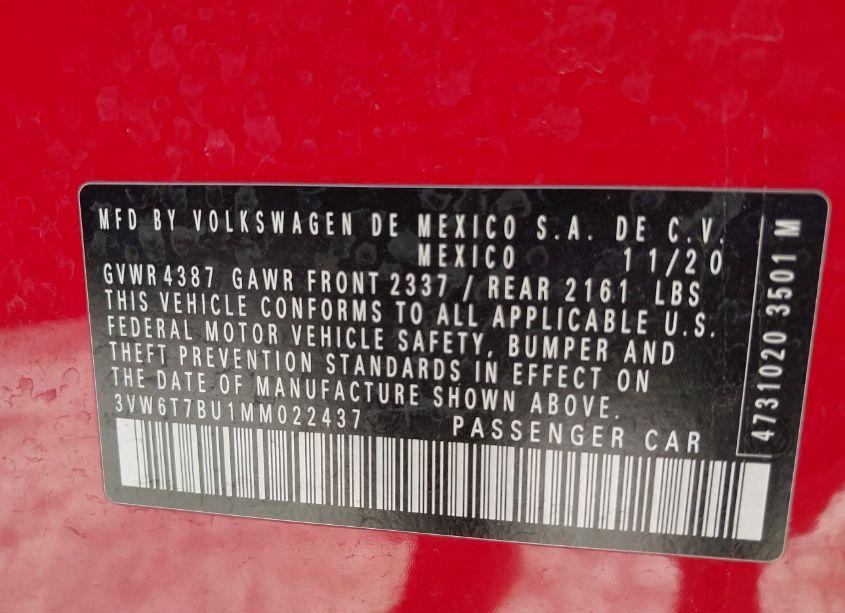 MFD BY VOLKSWAGEN DE MEXICO S.A. DE C.V.
MEXICO 11/20
GVWR 4387 GAWR FRONT 2337 / REAR 2161 LBS
THIS VEHICLE CONFORMS TO ALL APPLICABLE U.S.
FEDERAL MOTOR VEHICLE SAFETY, BUMPER AND
THEFT PREVENTION STANDARDS IN EFFECT ON
THE DATE OF MANUFACTURE SHOWN ABOVE.
3VW6T7BU1MM022437 PASSENGER CAR
4731020 3501 M